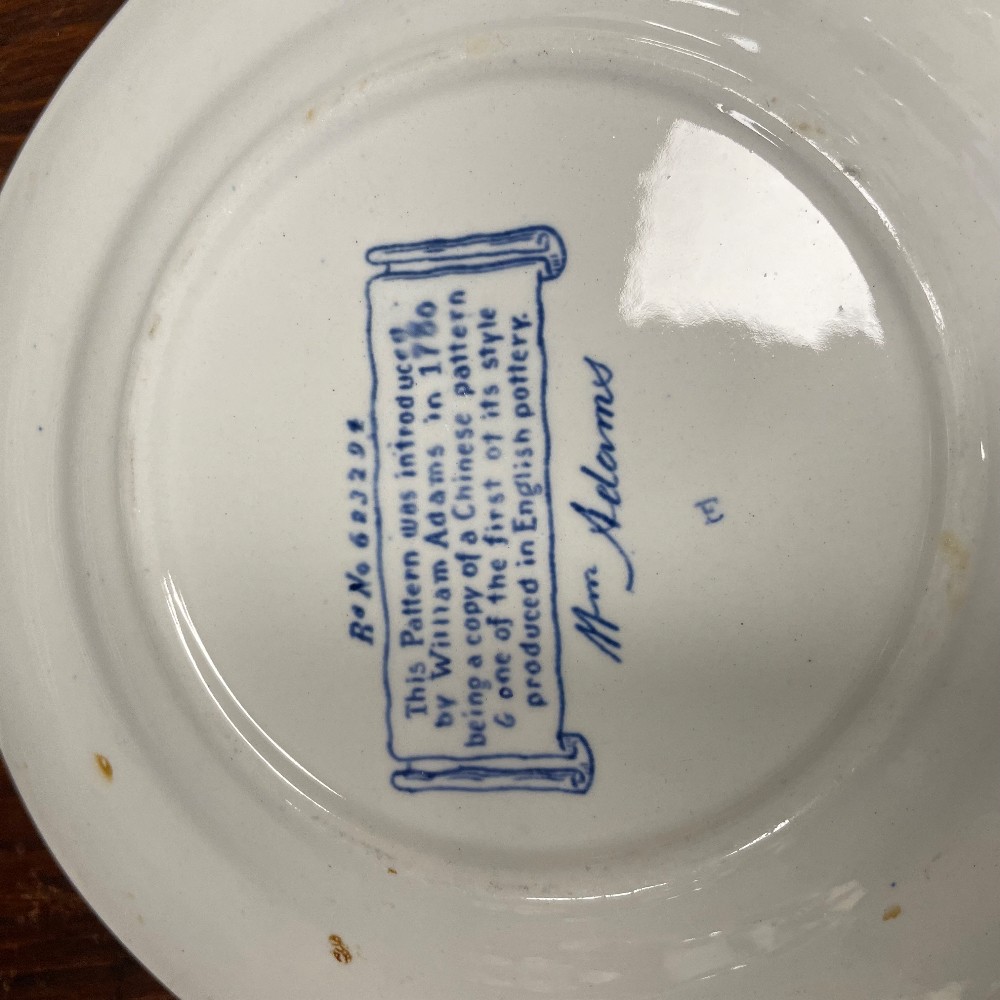 Rd No 623294
This Pattern was introduced
by William Adams in 1780
being a copy of a Chinese pattern
& one of the first of its style
produced in English pottery.
Wm Adams